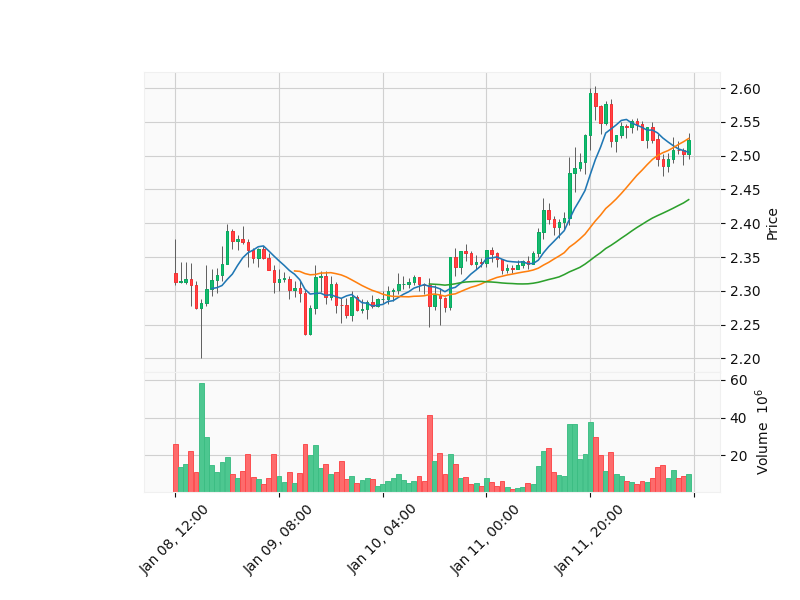 2.60
2.55
2.50
2.45
2.40
2.35
2.30
2.25
2.20
Price
60
40
20
Volume 10⁶
Jan 08, 12:00
Jan 09, 08:00
Jan 10, 04:00
Jan 11, 00:00
Jan 11, 20:00